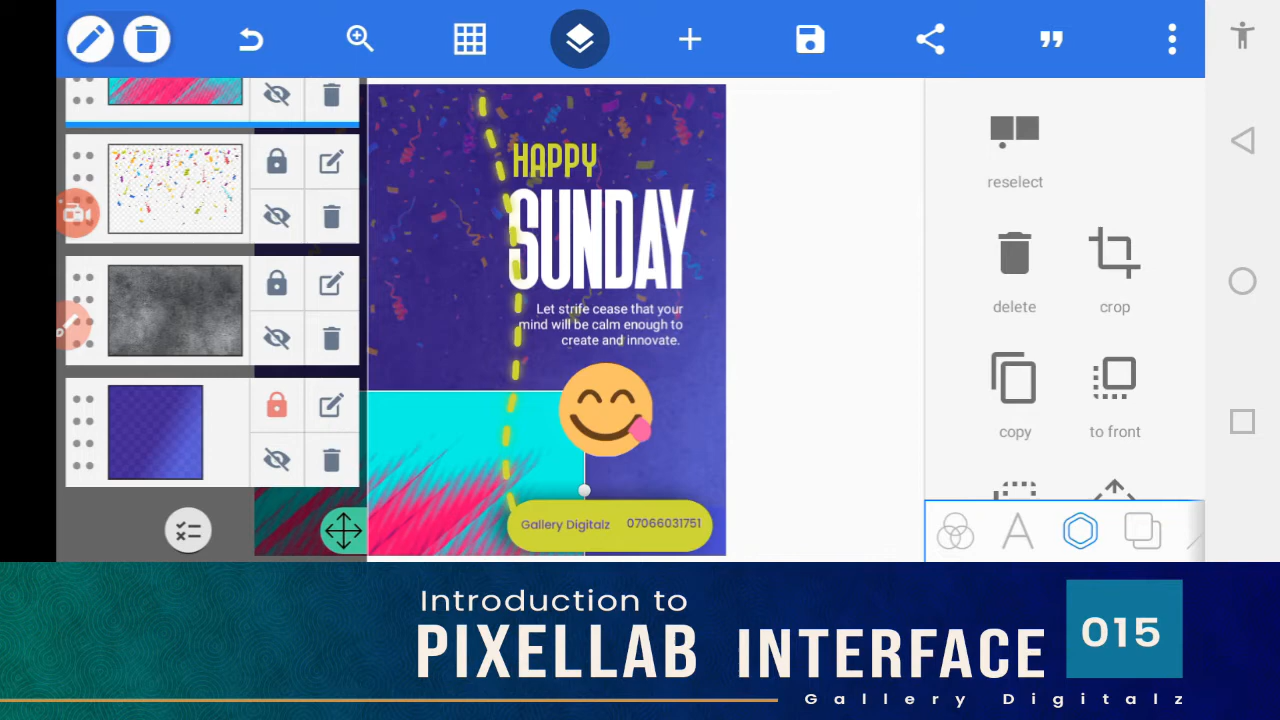 HAPPY
SUNDAY
Let strife cease that your
mind will be calm enough to
create and innovate.
Gallery Digitalz 07066031751
reselect
delete crop
copy to front
Introduction to
PIXELLAB INTERFACE 015
Gallery Digitalz